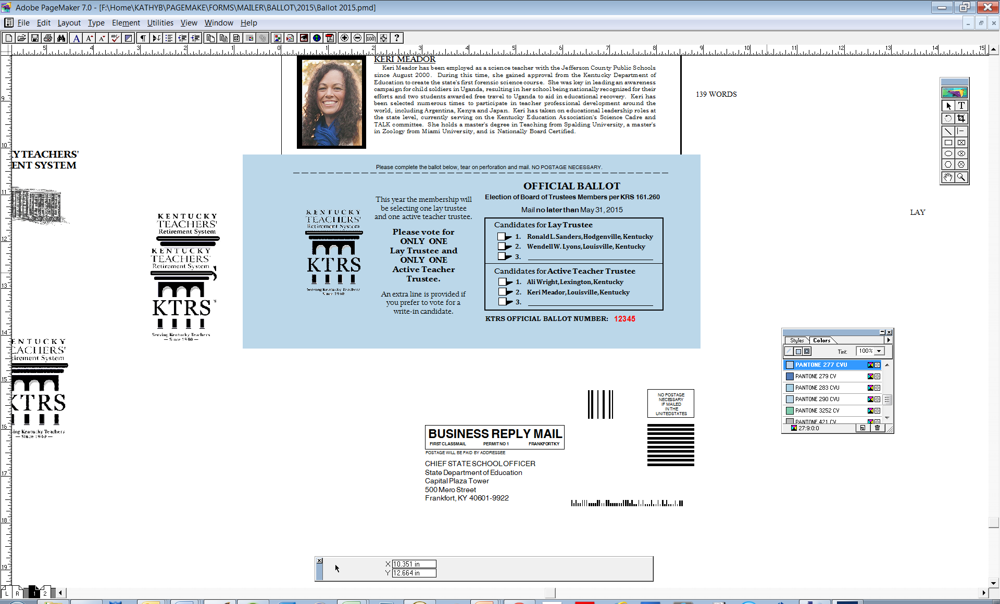 Adobe PageMaker 7.0 - [F:\Home\KATHYB\PAGEMAKE\FORMS\MAILER\BALLOT\2015\Ballot 2015.pmd]
File Edit Layout Type Element Utilities View Window Help
KERI MEADOR
Keri Meador has been employed as a science teacher with the Jefferson County Public Schools
since August 2000. During this time, she gained approval from the Kentucky Department of
Education to create the state's first forensic science course. She was key in leading an awareness
campaign for child soldiers in Uganda, resulting in her school being nationally recognized for their
efforts and two students awarded free travel to Uganda to aid in educational recovery. Keri has
been selected numerous times to participate in teacher professional development around the
world, including Argentina, Kenya and Japan. Keri has taken on educational leadership roles at
the state level, currently serving on the Kentucky Education Association's Science Cadre and
TALK committee. She holds a master's degree in Teaching from Spalding University, a master's
in Zoology from Miami University, and is Nationally Board Certified.
139 WORDS
Y TEACHERS'
ENT SYSTEM
LAY
Please complete the ballot below, tear on perforation and mail. NO POSTAGE NECESSARY.
KENTUCKY
TEACHERS'
Retirement System
KTRS
Serving Kentucky Teachers
Since 1940
This year the membership will
be selecting one lay trustee
and one active teacher trustee.
Please vote for
ONLY ONE
Lay Trustee and
ONLY ONE
Active Teacher
Trustee.
An extra line is provided if
you prefer to vote for a
write-in candidate.
OFFICIAL BALLOT
Election of Board of Trustees Members per KRS 161.260
Mail no later than May 31, 2015
Candidates for Lay Trustee
1. Ronald L. Sanders, Hodgenville, Kentucky
2. Wendell W. Lyons, Louisville, Kentucky
3.
Candidates for Active Teacher Trustee
1. Ali Wright, Lexington, Kentucky
2. Keri Meador, Louisville, Kentucky
3.
KTRS OFFICIAL BALLOT NUMBER: 12345
KENTUCKY
TEACHERS'
Retirement System
KENTUCKY
TEACHERS'
Retirement System
KTRS
's
Serving Kentucky Teachers
— Since 1940 —
ENTUCKY
EACHERS'
tirement System
KTRS
ing Kentucky Teachers
— Since 1940 —
Styles Colors
Tint: 100%
PANTONE 277 CVU
PANTONE 279 CV
PANTONE 283 CVU
PANTONE 290 CVU
PANTONE 3252 CV
PANTONE 421 CV
27:9:0:0
NO POSTAGE
NECESSARY
IF MAILED
IN THE
UNITED STATES
BUSINESS REPLY MAIL
FIRST CLASS MAIL PERMIT NO 1 FRANKFORT KY
POSTAGE WILL BE PAID BY ADDRESSEE
CHIEF STATE SCHOOL OFFICER
State Department of Education
Capital Plaza Tower
500 Mero Street
Frankfort, KY 40601-9922
X 10.351 in
Y 12.664 in
L R 1 2